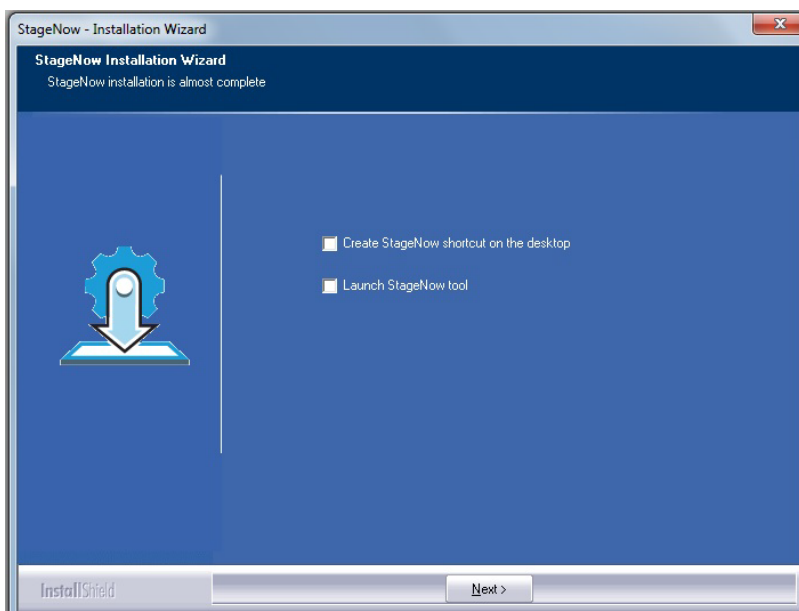 StageNow - Installation Wizard
StageNow Installation Wizard
StageNow installation is almost complete
Create StageNow shortcut on the desktop
Launch StageNow tool
InstallShield
Next >